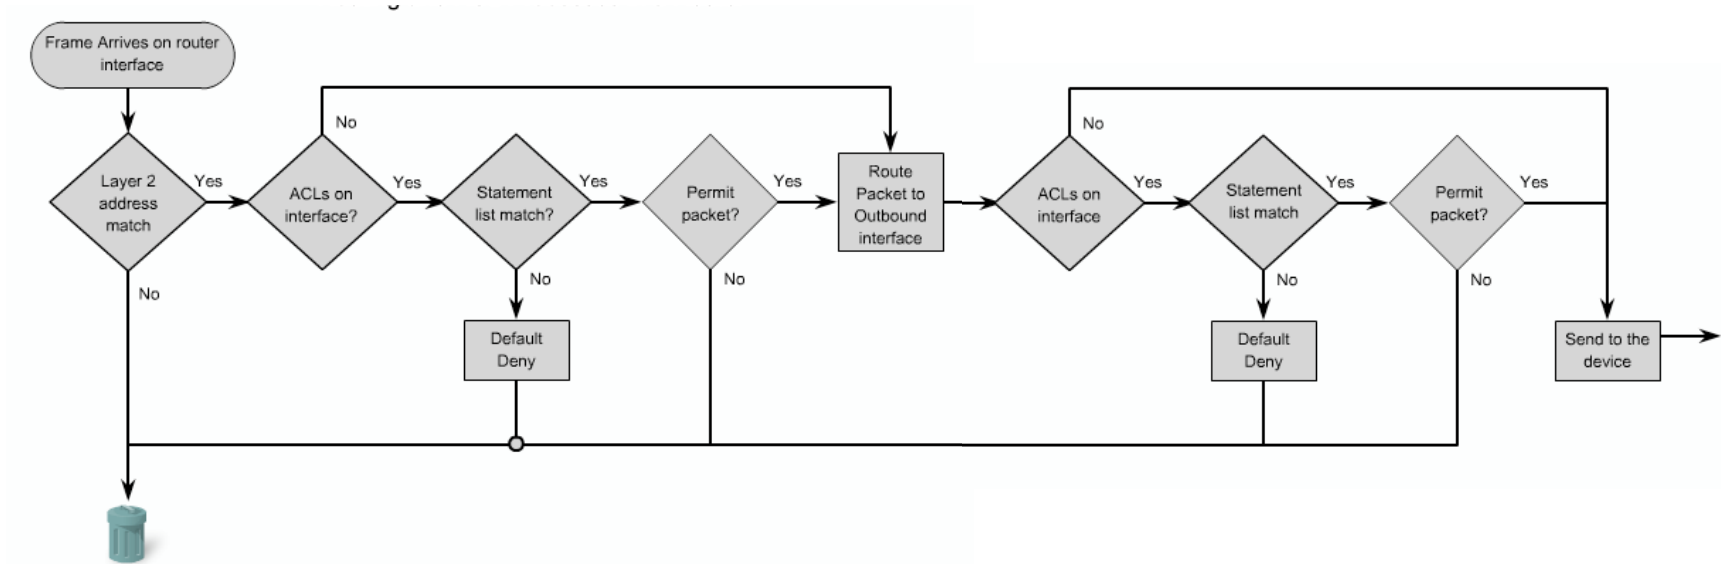 Frame Arrives on router
interface
No
No
Layer 2
address
match
Yes
ACLs on
interface?
Yes
Statement
list match?
Yes
Permit
packet?
Yes
Route
Packet to
Outbound
interface
ACLs on
interface
Yes
Statement
list match
Yes
Permit
packet?
Yes
No
No
No
No
No
Default
Deny
Default
Deny
Send to the
device